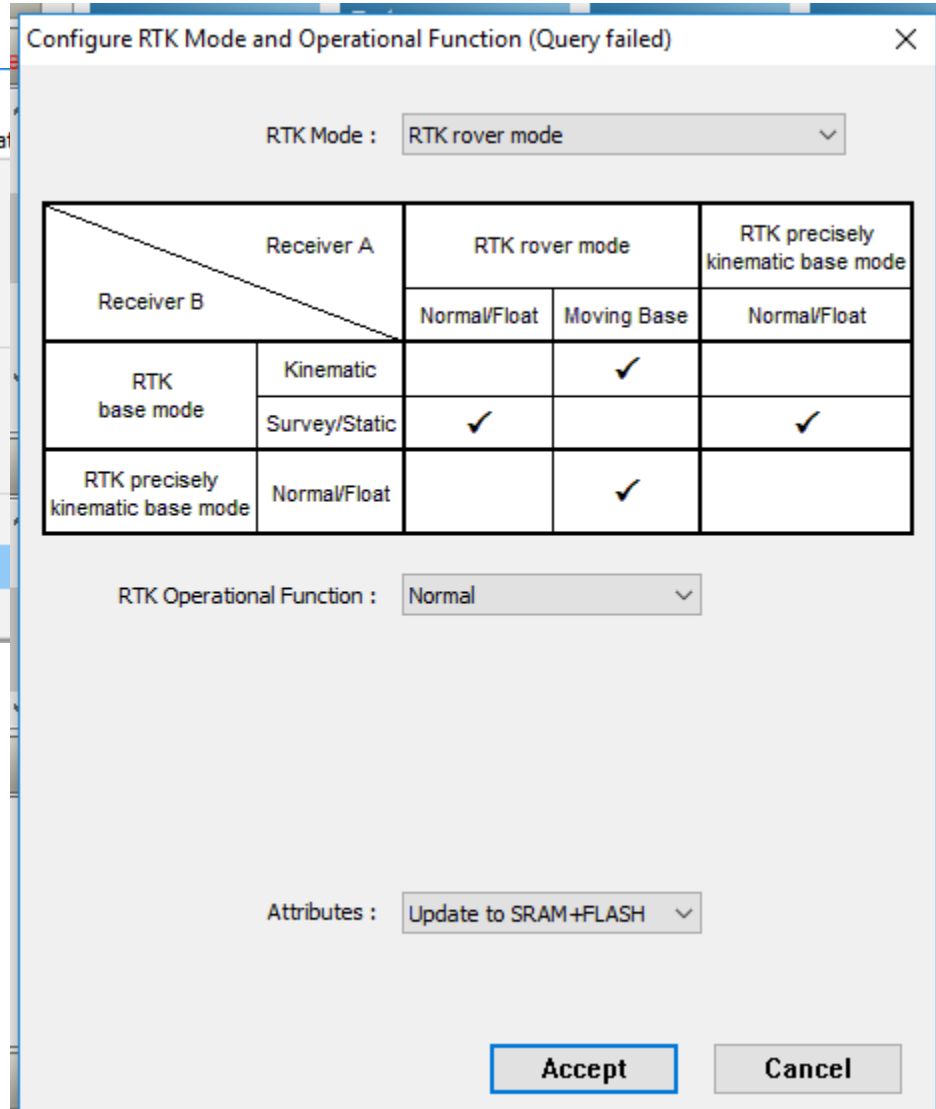 Configure RTK Mode and Operational Function (Query failed)
RTK Mode :
RTK rover mode
Receiver A
Receiver B
RTK rover mode
RTK precisely
kinematic base mode
Normal/Float
Moving Base
Normal/Float
RTK
base mode
Kinematic
✓
Survey/Static
✓
✓
RTK precisely
kinematic base mode
Normal/Float
✓
RTK Operational Function :
Normal
Attributes :
Update to SRAM+FLASH
Accept
Cancel